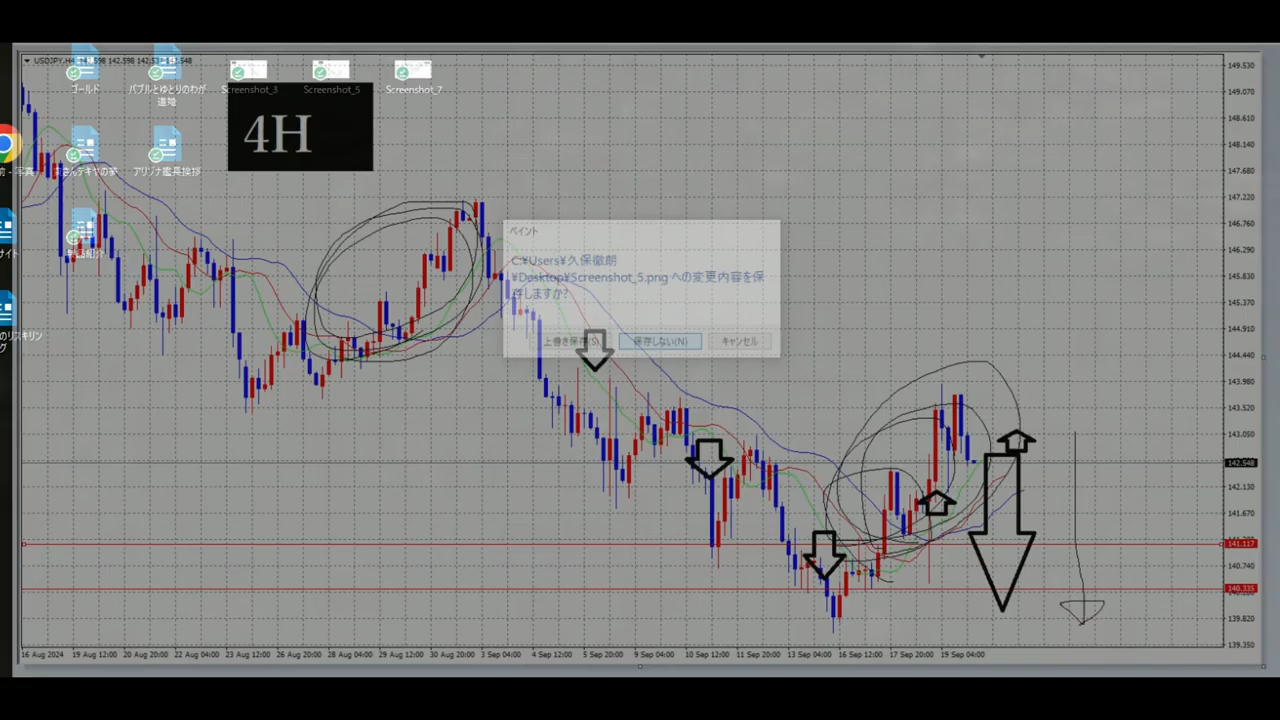 USDJPY,H4
ゴールド
バブルとゆとりのわが
道險
Screenshot_3
Screenshot_5
Screenshot_7
4H
アリゾナ艦長挨拶
ペイント
C:¥Users¥久保徹朗
¥Desktop¥Screenshot_5.png への変更内容を保
存しますか?
上書き保存(S)
保存しない(N)
キャンセル
149.530
149.070
148.610
148.140
147.680
147.220
146.760
146.290
145.830
145.370
144.910
144.440
143.980
143.520
143.050
142.548
142.130
141.670
141.117
140.740
140.335
139.820
139.350
16 Aug 2024
19 Aug 12:00
20 Aug 20:00
22 Aug 04:00
23 Aug 12:00
26 Aug 20:00
28 Aug 04:00
29 Aug 12:00
30 Aug 20:00
3 Sep 04:00
4 Sep 12:00
5 Sep 20:00
9 Sep 04:00
10 Sep 12:00
11 Sep 20:00
13 Sep 04:00
16 Sep 12:00
17 Sep 20:00
19 Sep 04:00